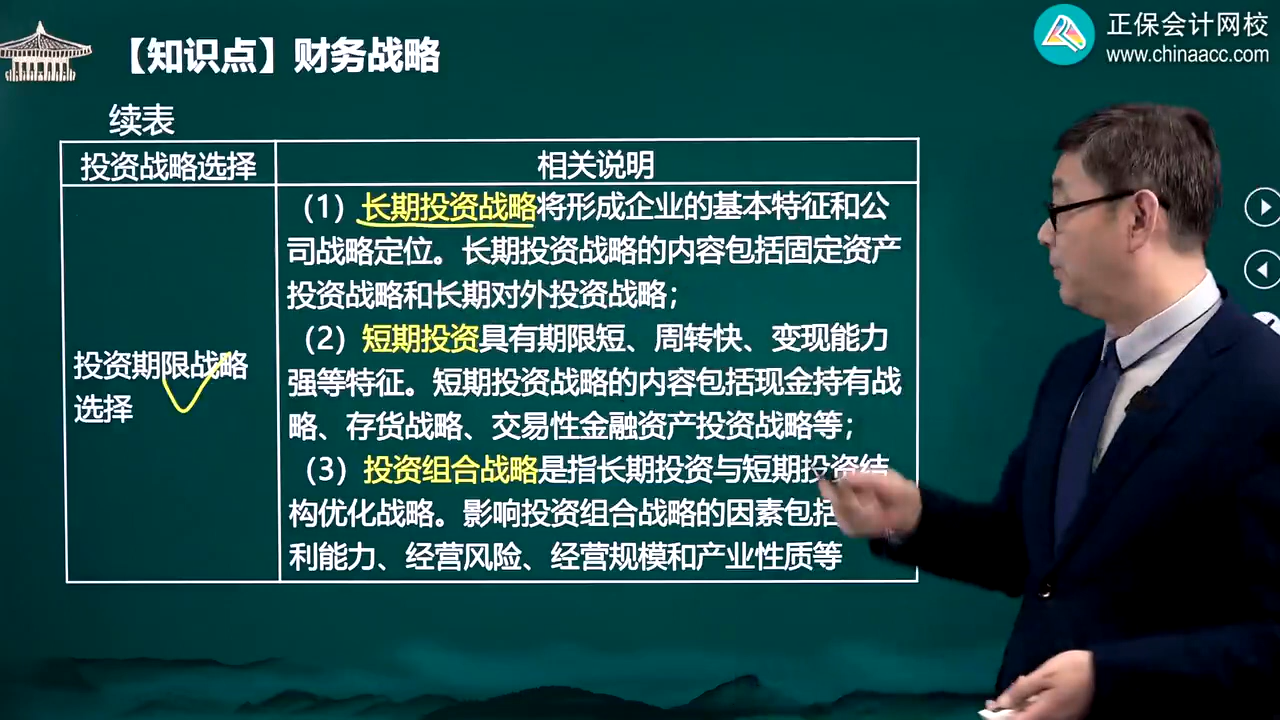 【知识点】财务战略
正保会计网校
www.chinaacc.com
续表
投资战略选择
相关说明
投资期限战略
选择
（1）长期投资战略将形成企业的基本特征和公
司战略定位。长期投资战略的内容包括固定资产
投资战略和长期对外投资战略；
（2）短期投资具有期限短、周转快、变现能力
强等特征。短期投资战略的内容包括现金持有战
略、存货战略、交易性金融资产投资战略等；
（3）投资组合战略是指长期投资与短期投资结
构优化战略。影响投资组合战略的因素包括
利能力、经营风险、经营规模和产业性质等